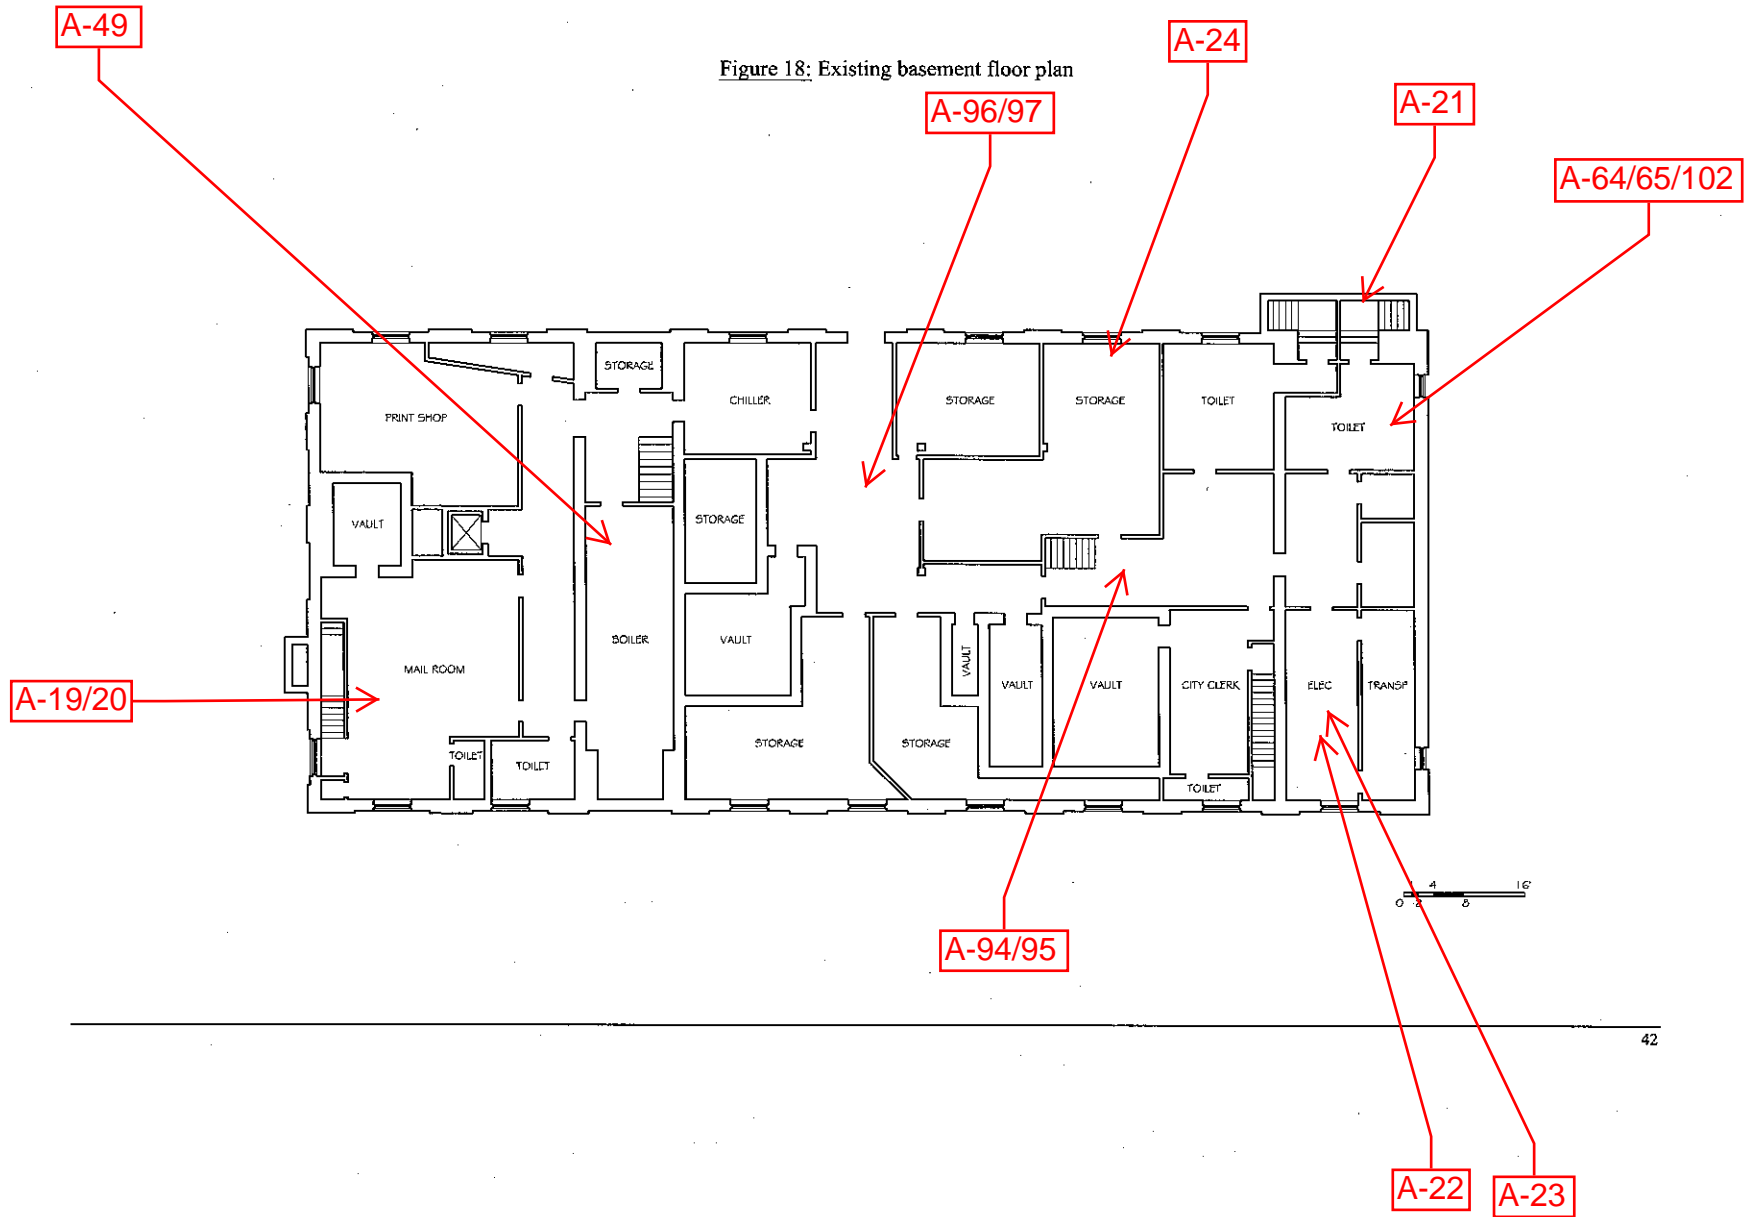 A-49
A-24
Figure 18: Existing basement floor plan
A-96/97
A-21
A-64/65/102
STORAGE
PRINT SHOP
CHILLER
STORAGE
STORAGE
TOILET
TOILET
VAULT
STORAGE
MAIL ROOM
BOILER
VAULT
VAULT
VAULT
VAULT
CITY CLERK
ELEC
TRANSP
A-19/20
TOILET
TOILET
STORAGE
STORAGE
TOILET
4 16'
0 2 8
A-94/95
42
A-22
A-23